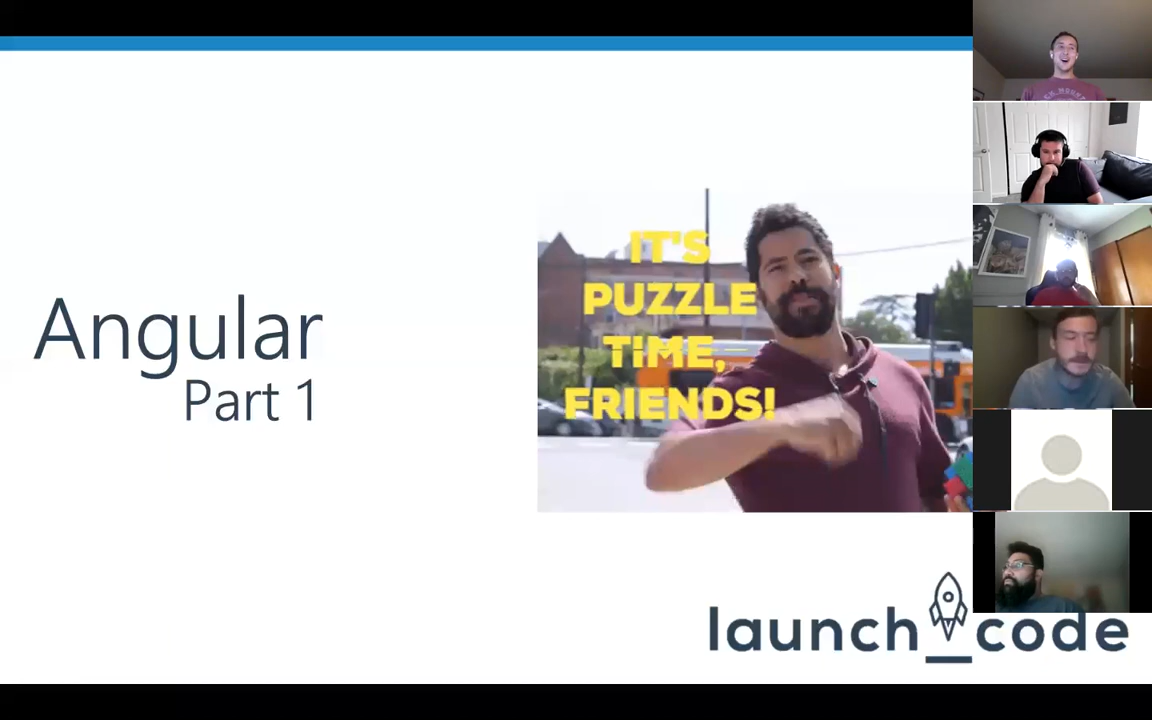 Angular
Part 1
IT'S
PUZZLE
TIME,
FRIENDS!
launch_code